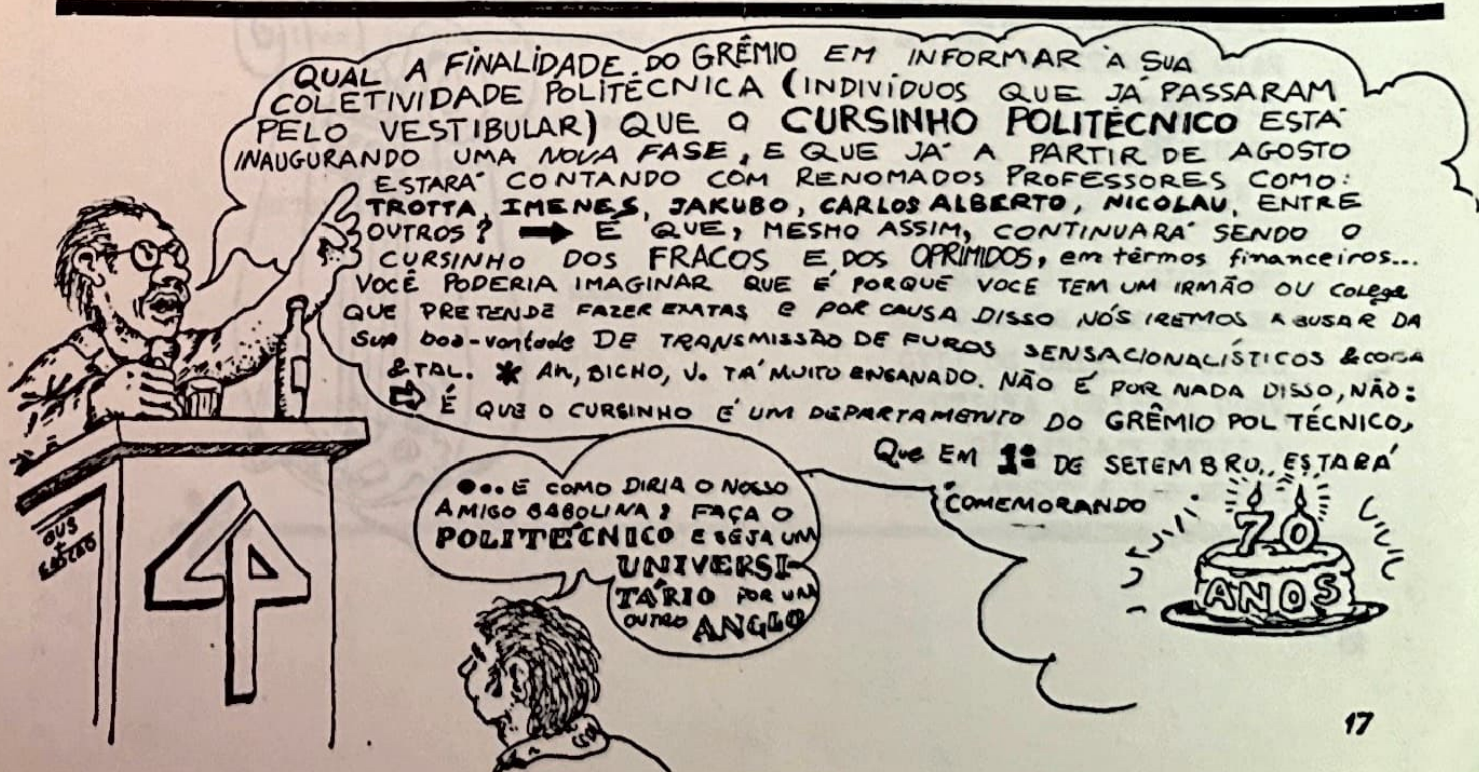 QUAL A FINALIDADE DO GRÊMIO EM INFORMAR À SUA
COLETIVIDADE POLITÉCNICA (INDIVÍDUOS QUE JÁ PASSARAM
PELO VESTIBULAR) QUE O CURSINHO POLITÉCNICO ESTÁ
INAUGURANDO UMA NOVA FASE, E QUE JÁ A PARTIR DE AGOSTO
ESTARÁ CONTANDO COM RENOMADOS PROFESSORES COMO:
TROTTA, IMENES, JAKUBO, CARLOS ALBERTO, NICOLAU, ENTRE
OUTROS? ➡ É QUE, MESMO ASSIM, CONTINUARÁ SENDO O
CURSINHO DOS FRACOS E DOS OPRIMIDOS, em têrmos financeiros...
VOCÊ PODERIA IMAGINAR QUE É PORQUE VOCÊ TEM UM IRMÃO OU colega
QUE PRETENDE FAZER EXATAS e POR CAUSA DISSO NÓS IREMOS ABUSAR DA
sua boa-vontade DE TRANSMISSÃO DE FUROS SENSACIONALÍSTICOS & COISA
& TAL. * AH, BICHO, V. TÁ MUITO ENGANADO. NÃO É POR NADA DISSO, NÃO:
⇨ É QUE O CURSINHO É UM DEPARTAMENTO DO GRÊMIO POL TÉCNICO,
Que EM 1º DE SETEMBRO, ESTARÁ
COMEMORANDO
70
ANOS
... E COMO DIRIA O NOSSO
AMIGO BABOLINA: FAÇA O
POLITÉCNICO E SEJA UM
UNIVERSI-
TÁRIO POR UM
OUTRO ANGLO
GP
17